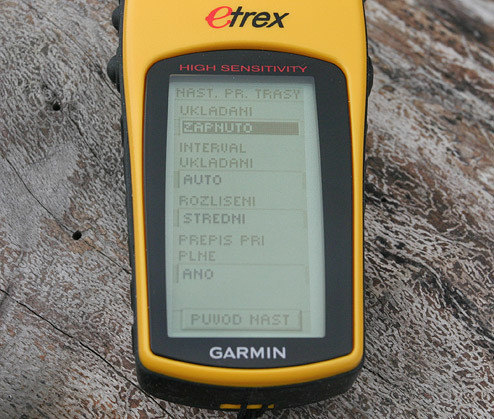 etrex
HIGH SENSITIVITY
NAST. PR. TRASY
UKLADANI
ZAPNUTO
INTERVAL
UKLADANI
AUTO
ROZLISENI
STREDNI
PREPIS PRI
PLNE
ANO
PUVOD NAST
GARMIN